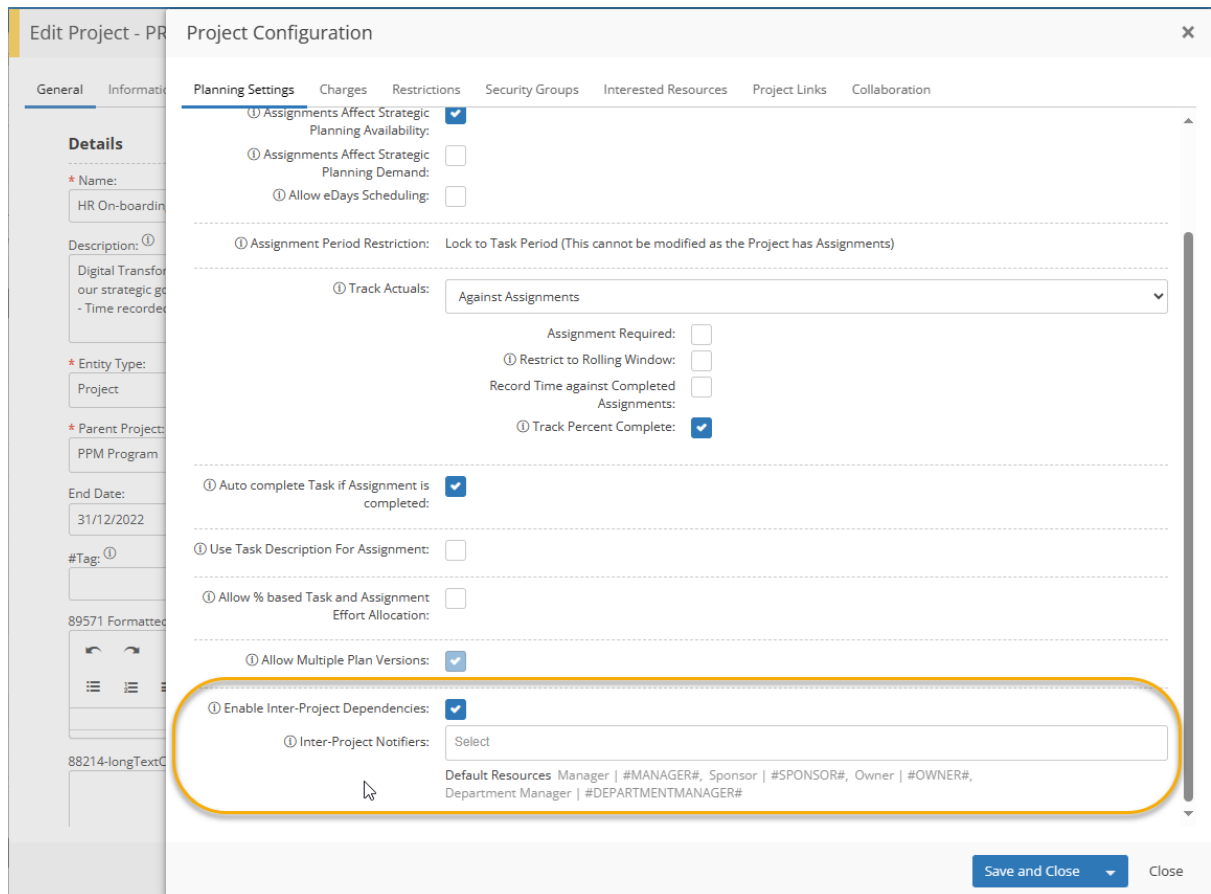 Edit Project - PR
Project Configuration
General Informatio
Planning Settings Charges Restrictions Security Groups Interested Resources Project Links Collaboration
Details
* Name:
HR On-boarding
Description:
Digital Transfor
our strategic go
- Time recorded
* Entity Type:
Project
* Parent Project:
PPM Program
End Date:
31/12/2022
#Tag:
89571 Formatted
88214-longTextC
Assignments Affect Strategic
Planning Availability:
Assignments Affect Strategic
Planning Demand:
Allow eDays Scheduling:
Assignment Period Restriction: Lock to Task Period (This cannot be modified as the Project has Assignments)
Track Actuals: Against Assignments
Assignment Required:
Restrict to Rolling Window:
Record Time against Completed
Assignments:
Track Percent Complete:
Auto complete Task if Assignment is
completed:
Use Task Description For Assignment:
Allow % based Task and Assignment
Effort Allocation:
Allow Multiple Plan Versions:
Enable Inter-Project Dependencies:
Inter-Project Notifiers: Select
Default Resources Manager | #MANAGER#, Sponsor | #SPONSOR#, Owner | #OWNER#,
Department Manager | #DEPARTMENTMANAGER#
Save and Close Close